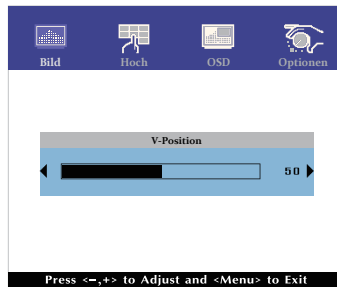 Bild Hoch OSD Optionen
V-Position
50
Press <–,+> to Adjust and <Menu> to Exit